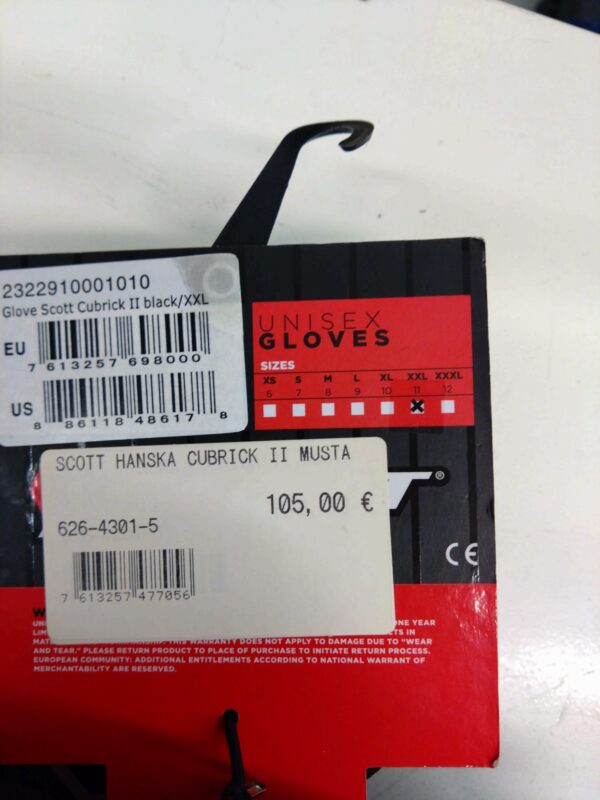 2322910001010
Glove Scott Cubrick II black/XXL
EU
7 613257 698000
US
8 86118 48617 8
UNISEX
GLOVES
SIZES
XS S M L XL XXL XXXL
6 7 8 9 10 11 12
SCOTT HANSKA CUBRICK II MUSTA
105,00 €
626-4301-5
7 613257 477056
®
CE
ONE YEAR
LIM
TS IN
MAT THIS WARRANTY DOES NOT APPLY TO DAMAGE DUE TO "WEAR
AND TEAR." PLEASE RETURN PRODUCT TO PLACE OF PURCHASE TO INITIATE RETURN PROCESS.
EUROPEAN COMMUNITY: ADDITIONAL ENTITLEMENTS ACCORDING TO NATIONAL WARRANT OF
MERCHANTABILITY ARE RESERVED.